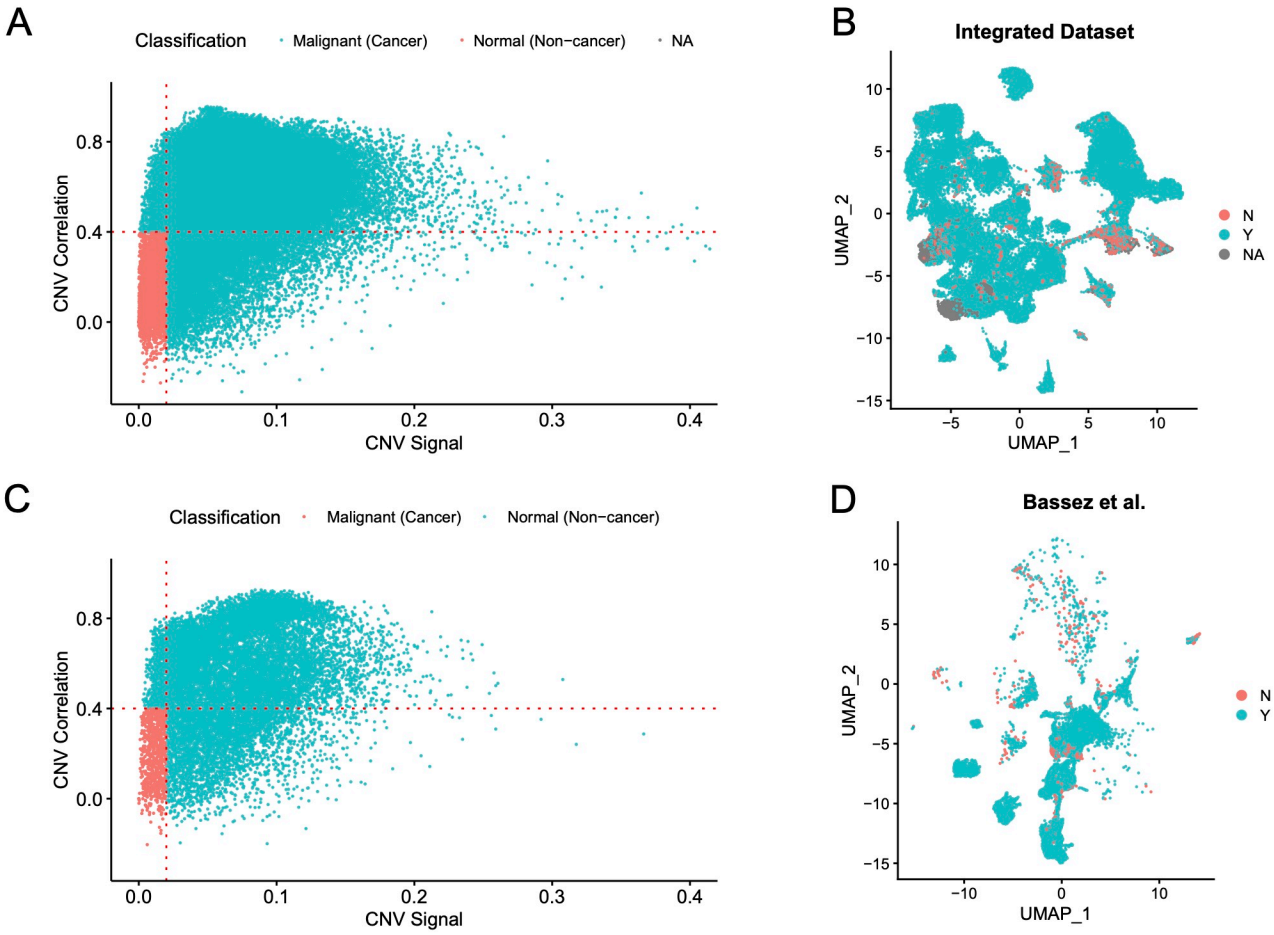 A
Classification Malignant (Cancer) Normal (Non−cancer) NA
CNV Correlation
0.8
0.4
0.0
0.0 0.1 0.2 0.3 0.4
CNV Signal
B
Integrated Dataset
UMAP_2
10
5
0
−5
−10
−15
−5 0 5 10
UMAP_1
N
Y
NA
C
Classification Malignant (Cancer) Normal (Non−cancer)
CNV Correlation
0.8
0.4
0.0
0.0 0.1 0.2 0.3 0.4
CNV Signal
D
Bassez et al.
UMAP_2
10
5
0
−5
−10
−15
−10 0 10
UMAP_1
N
Y